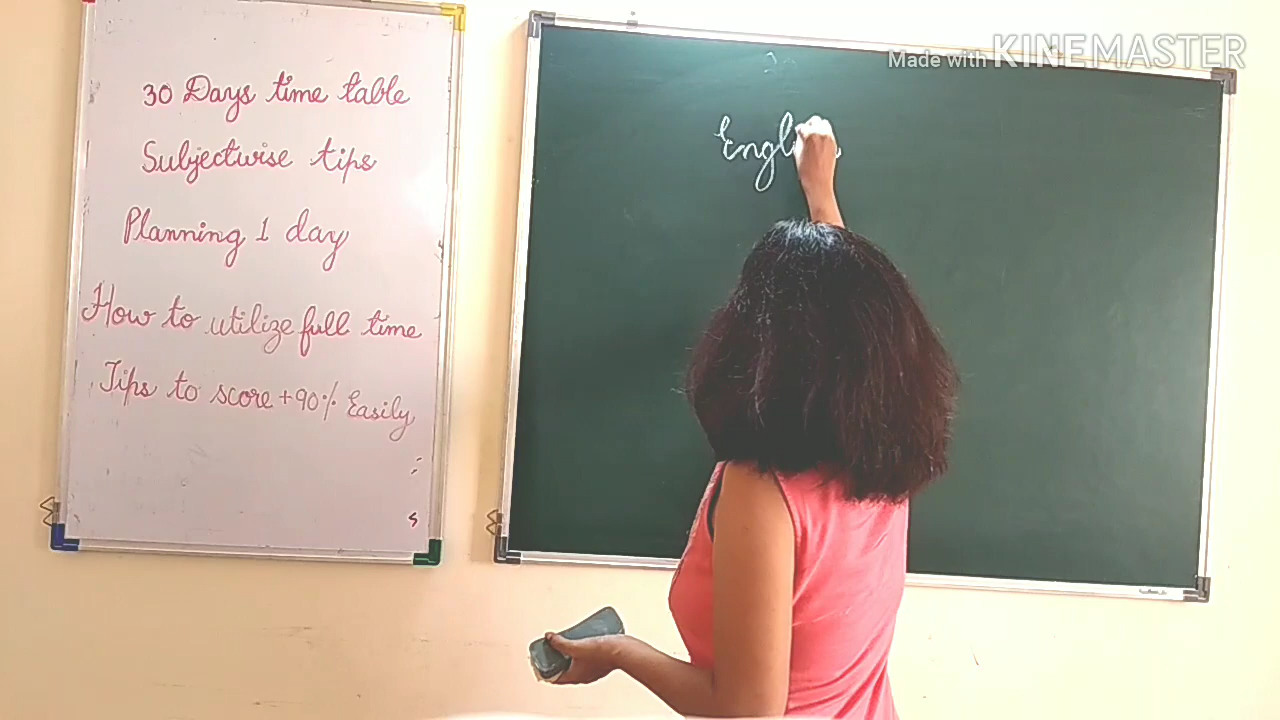 30 Days time table
Subjectwise tips
Planning 1 day
How to utilize full time
Tips to score +90% Easily
Made with KINEMASTER